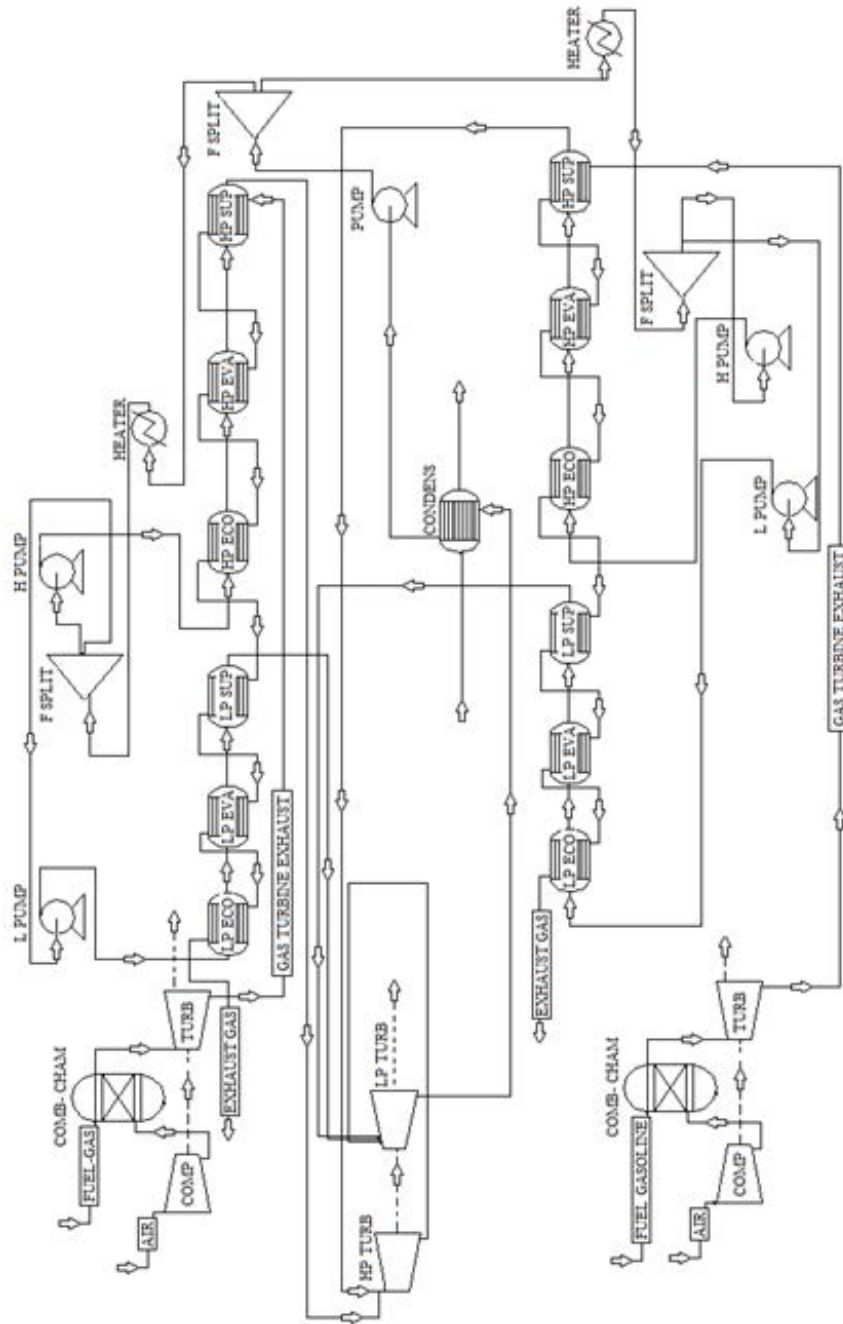 L PUMP
H PUMP
F SPLIT
COMB- CHAM
FUEL-GAS
HEATER
AIR
COMP
TURB
F SPLIT
LP ECO
LP EVA
LP SUP
HP ECO
HP EVA
HP SUP
EXHAUST GAS
GAS TURBINE EXHAUST
HP TURB
LP TURB
PUMP
CONDENS
EXHAUST GAS
LP ECO
LP EVA
LP SUP
HP ECO
HP EVA
HP SUP
HEATER
COMB- CHAM
FUEL GASOLINE
F SPLIT
AIR
COMP
TURB
H PUMP
L PUMP
GAS TURBINE EXHAUST